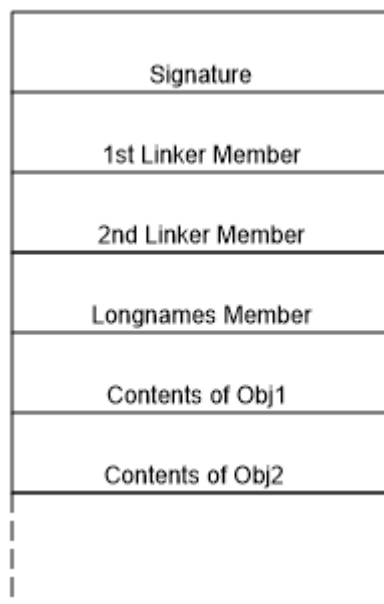 Signature
1st Linker Member
2nd Linker Member
Longnames Member
Contents of Obj1
Contents of Obj2